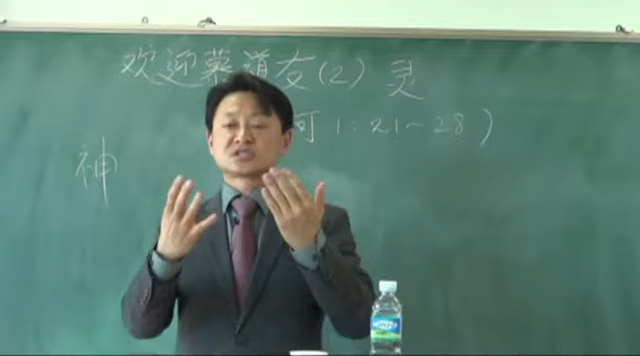 欢迎慕道友(2) 灵
可 1:21~28)
神